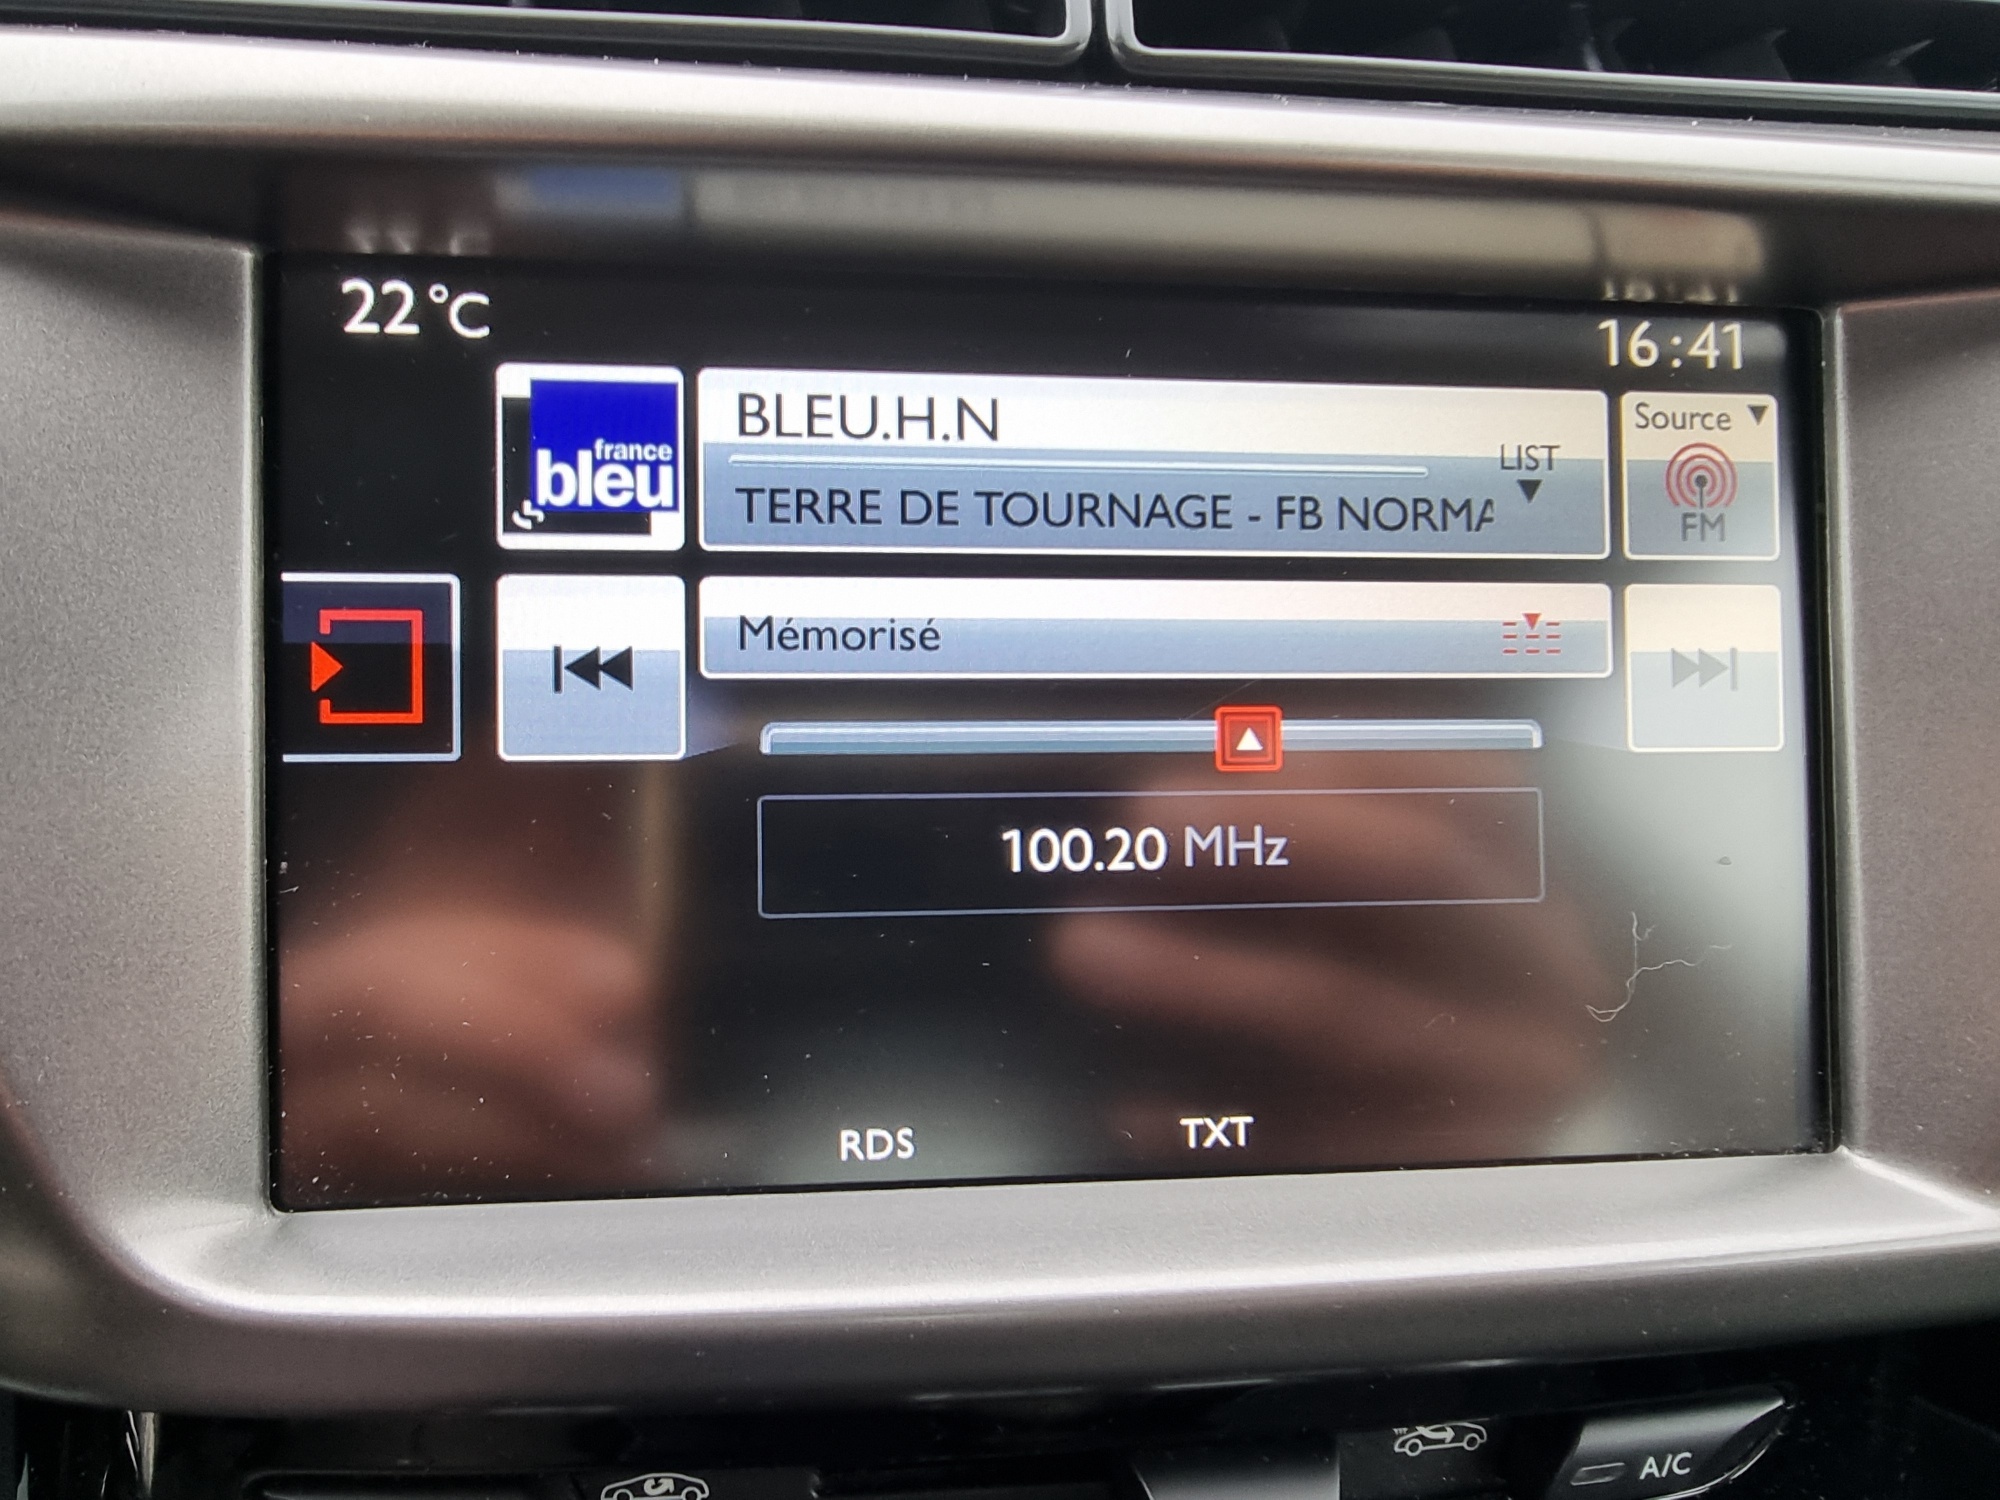 22 °C
16:41
france
bleu
BLEU.H.N
LIST
TERRE DE TOURNAGE - FB NORMA
Source
FM
Mémorisé
100.20 MHz
RDS
TXT
A/C